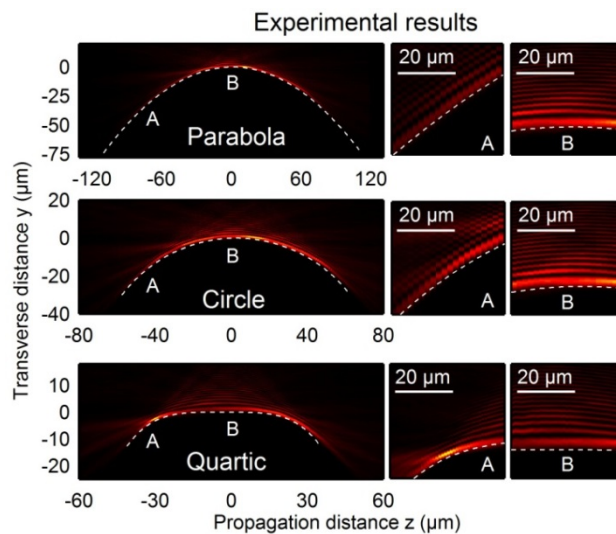 Experimental results
Transverse distance y (μm)
0
-25
-50
-75
A
B
Parabola
-120 -60 0 60 120
20 μm
A
20 μm
B
20
0
-20
-40
A
B
Circle
-80 -40 0 40 80
20 μm
A
20 μm
B
10
0
-10
-20
A
B
Quartic
-60 -30 0 30 60
20 μm
A
20 μm
B
Propagation distance z (μm)